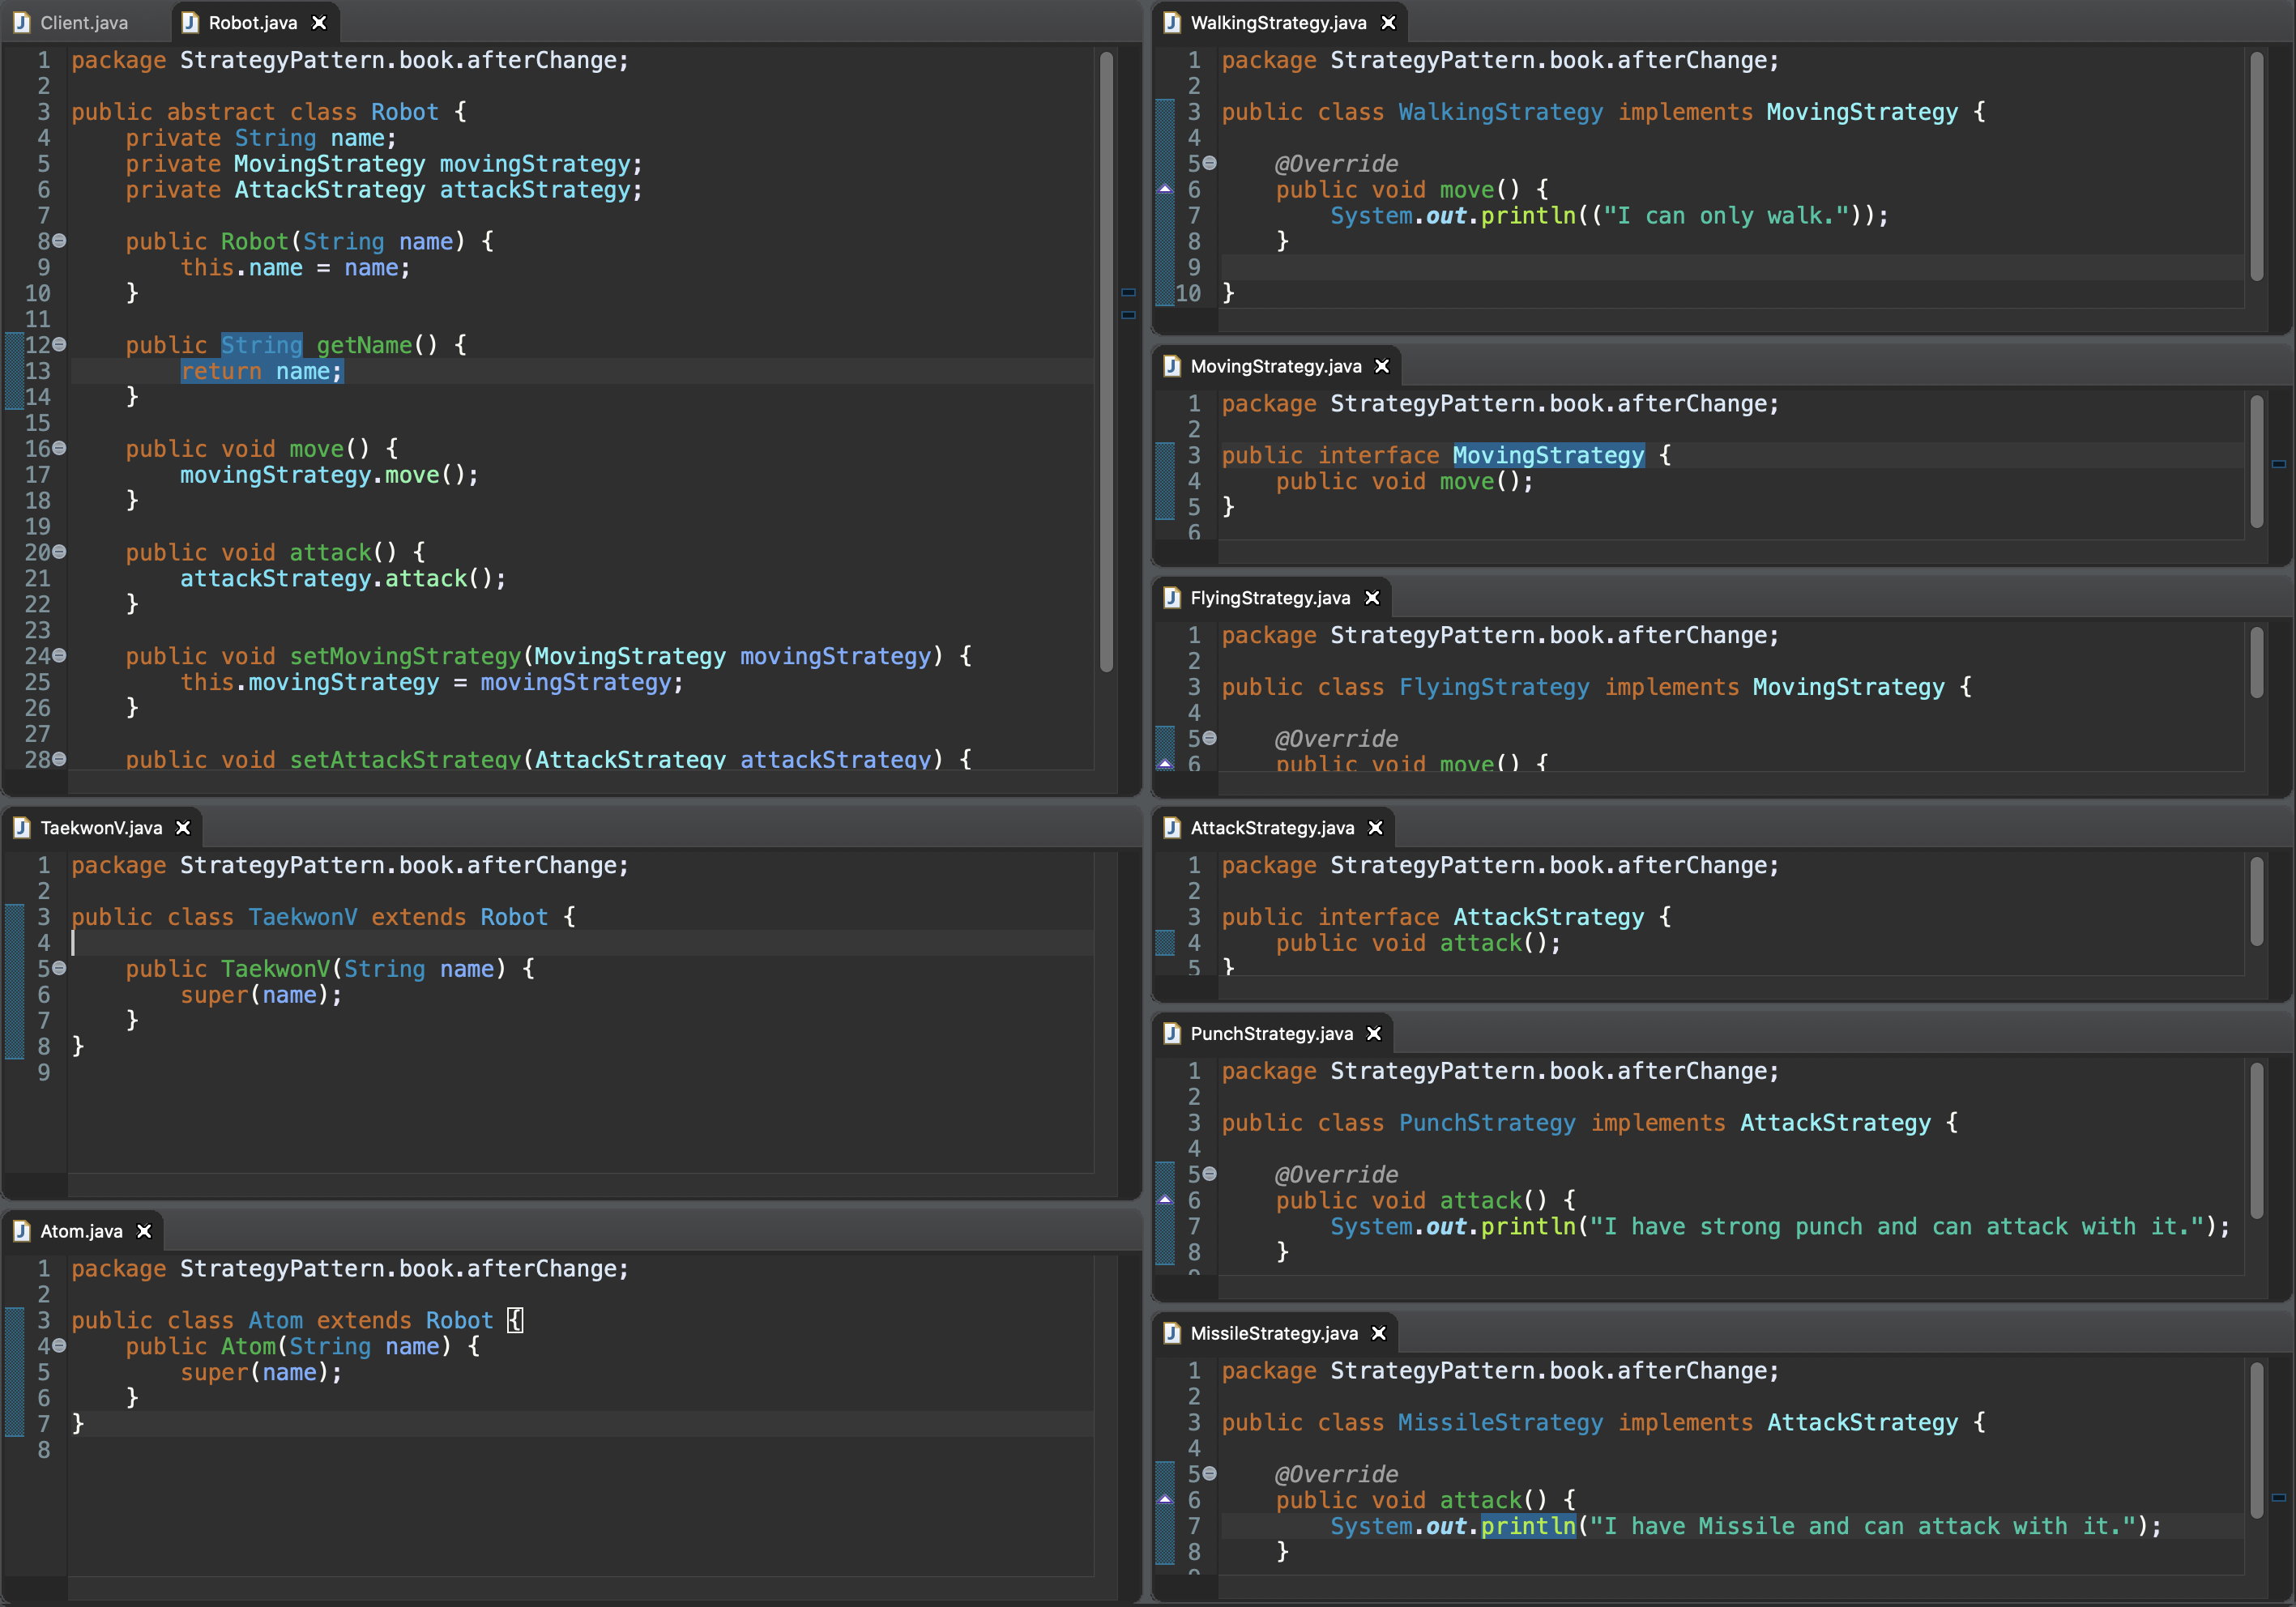 Client.java
Robot.java
1 package StrategyPattern.book.afterChange;
2
3 public abstract class Robot {
4     private String name;
5     private MovingStrategy movingStrategy;
6     private AttackStrategy attackStrategy;
7
8     public Robot(String name) {
9         this.name = name;
10     }
11
12     public String getName() {
13         return name;
14     }
15
16     public void move() {
17         movingStrategy.move();
18     }
19
20     public void attack() {
21         attackStrategy.attack();
22     }
23
24     public void setMovingStrategy(MovingStrategy movingStrategy) {
25         this.movingStrategy = movingStrategy;
26     }
27
28     public void setAttackStrategy(AttackStrategy attackStrategy) {
TaekwonV.java
1 package StrategyPattern.book.afterChange;
2
3 public class TaekwonV extends Robot {
4
5     public TaekwonV(String name) {
6         super(name);
7     }
8 }
9
Atom.java
1 package StrategyPattern.book.afterChange;
2
3 public class Atom extends Robot {
4     public Atom(String name) {
5         super(name);
6     }
7 }
8
WalkingStrategy.java
1 package StrategyPattern.book.afterChange;
2
3 public class WalkingStrategy implements MovingStrategy {
4
5     @Override
6     public void move() {
7         System.out.println(("I can only walk."));
8     }
9
10 }
MovingStrategy.java
1 package StrategyPattern.book.afterChange;
2
3 public interface MovingStrategy {
4     public void move();
5 }
6
FlyingStrategy.java
1 package StrategyPattern.book.afterChange;
2
3 public class FlyingStrategy implements MovingStrategy {
4
5     @Override
6     public void move() {
AttackStrategy.java
1 package StrategyPattern.book.afterChange;
2
3 public interface AttackStrategy {
4     public void attack();
5 }
PunchStrategy.java
1 package StrategyPattern.book.afterChange;
2
3 public class PunchStrategy implements AttackStrategy {
4
5     @Override
6     public void attack() {
7         System.out.println("I have strong punch and can attack with it.");
8     }
MissileStrategy.java
1 package StrategyPattern.book.afterChange;
2
3 public class MissileStrategy implements AttackStrategy {
4
5     @Override
6     public void attack() {
7         System.out.println("I have Missile and can attack with it.");
8     }